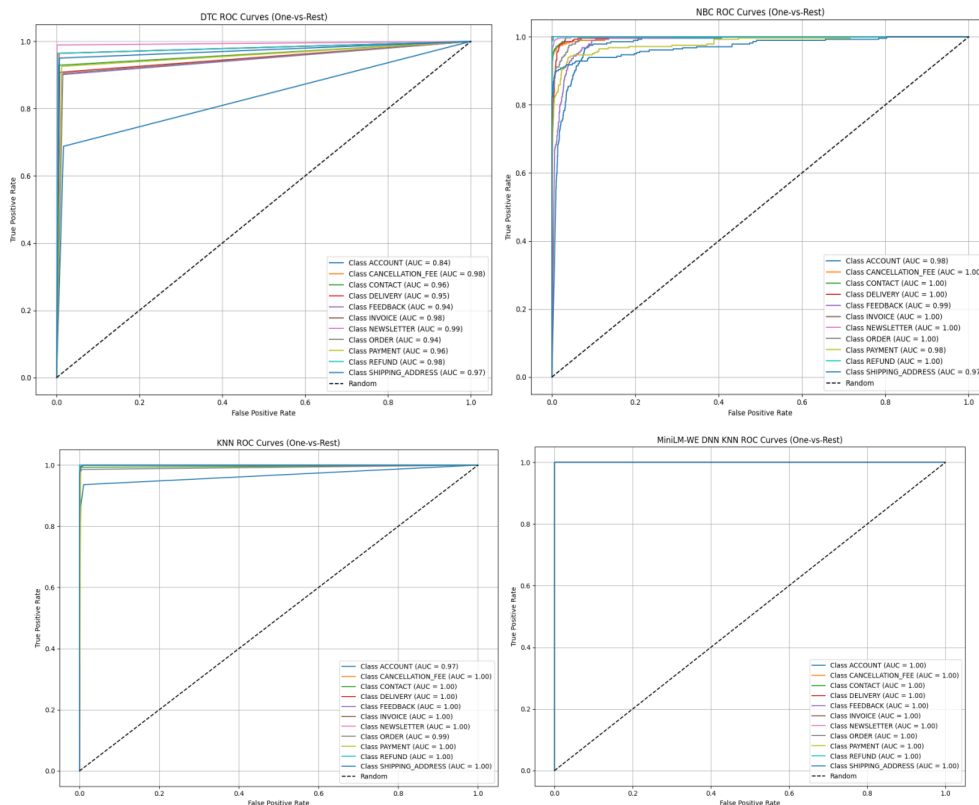 DTC ROC Curves (One-vs-Rest)
1.0
0.8
0.6
0.4
0.2
0.0
True Positive Rate
Class ACCOUNT (AUC = 0.84)
Class CANCELLATION_FEE (AUC = 0.98)
Class CONTACT (AUC = 0.96)
Class DELIVERY (AUC = 0.95)
Class FEEDBACK (AUC = 0.94)
Class INVOICE (AUC = 0.98)
Class NEWSLETTER (AUC = 0.99)
Class ORDER (AUC = 0.94)
Class PAYMENT (AUC = 0.96)
Class REFUND (AUC = 0.98)
Class SHIPPING_ADDRESS (AUC = 0.97)
Random
0.0 0.2 0.4 0.6 0.8 1.0
False Positive Rate
NBC ROC Curves (One-vs-Rest)
1.0
0.8
0.6
0.4
0.2
0.0
True Positive Rate
Class ACCOUNT (AUC = 0.98)
Class CANCELLATION_FEE (AUC = 1.00)
Class CONTACT (AUC = 1.00)
Class DELIVERY (AUC = 1.00)
Class FEEDBACK (AUC = 0.99)
Class INVOICE (AUC = 1.00)
Class NEWSLETTER (AUC = 1.00)
Class ORDER (AUC = 1.00)
Class PAYMENT (AUC = 0.98)
Class REFUND (AUC = 1.00)
Class SHIPPING_ADDRESS (AUC = 0.97)
Random
0.0 0.2 0.4 0.6 0.8 1.0
False Positive Rate
KNN ROC Curves (One-vs-Rest)
1.0
0.8
0.6
0.4
0.2
0.0
True Positive Rate
Class ACCOUNT (AUC = 0.97)
Class CANCELLATION_FEE (AUC = 1.00)
Class CONTACT (AUC = 1.00)
Class DELIVERY (AUC = 1.00)
Class FEEDBACK (AUC = 1.00)
Class INVOICE (AUC = 1.00)
Class NEWSLETTER (AUC = 1.00)
Class ORDER (AUC = 0.99)
Class PAYMENT (AUC = 1.00)
Class REFUND (AUC = 1.00)
Class SHIPPING_ADDRESS (AUC = 1.00)
Random
0.0 0.2 0.4 0.6 0.8 1.0
False Positive Rate
MiniLM-WE DNN KNN ROC Curves (One-vs-Rest)
1.0
0.8
0.6
0.4
0.2
0.0
True Positive Rate
Class ACCOUNT (AUC = 1.00)
Class CANCELLATION_FEE (AUC = 1.00)
Class CONTACT (AUC = 1.00)
Class DELIVERY (AUC = 1.00)
Class FEEDBACK (AUC = 1.00)
Class INVOICE (AUC = 1.00)
Class NEWSLETTER (AUC = 1.00)
Class ORDER (AUC = 1.00)
Class PAYMENT (AUC = 1.00)
Class REFUND (AUC = 1.00)
Class SHIPPING_ADDRESS (AUC = 1.00)
Random
0.0 0.2 0.4 0.6 0.8 1.0
False Positive Rate